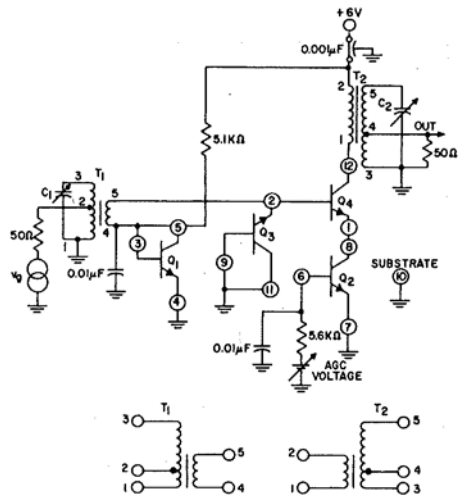 +6V
0.001µF
T2
2
5
C2
5.1KΩ
4
OUT
1
50Ω
3
12
T1
3
C1
2
5
2
Q4
50Ω
1
4
5
1
3
Q3
8
0.01µF
Q1
9
6
Q2
SUBSTRATE
10
Vg
4
11
7
5.6KΩ
0.01µF
AGC
VOLTAGE
T1
T2
3
5
5
2
2
4
1
4
1
3